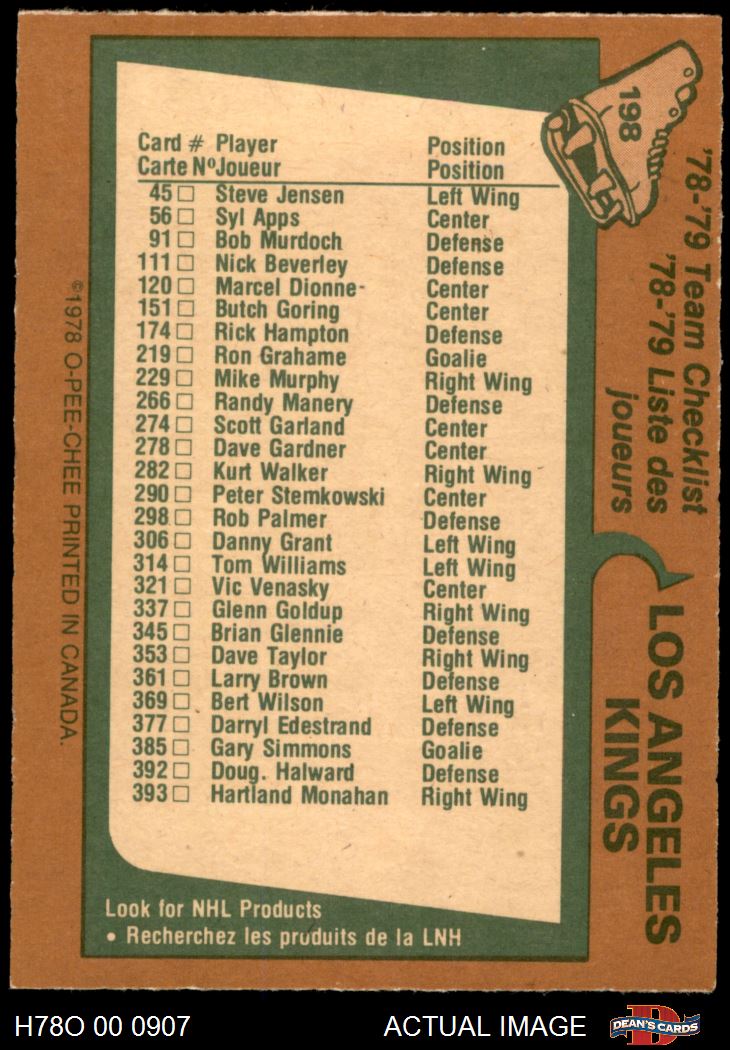 198
'78-'79 Team Checklist
'78-'79 Liste des
joueurs
LOS ANGELES
KINGS
Card # Player Position
Carte Nº Joueur Position
45 □ Steve Jensen Left Wing
56 □ Syl Apps Center
91 □ Bob Murdoch Defense
111 □ Nick Beverley Defense
120 □ Marcel Dionne Center
151 □ Butch Goring Center
174 □ Rick Hampton Defense
219 □ Ron Grahame Goalie
229 □ Mike Murphy Right Wing
266 □ Randy Manery Defense
274 □ Scott Garland Center
278 □ Dave Gardner Center
282 □ Kurt Walker Right Wing
290 □ Peter Stemkowski Center
298 □ Rob Palmer Defense
306 □ Danny Grant Left Wing
314 □ Tom Williams Left Wing
321 □ Vic Venasky Center
337 □ Glenn Goldup Right Wing
345 □ Brian Glennie Defense
353 □ Dave Taylor Right Wing
361 □ Larry Brown Defense
369 □ Bert Wilson Left Wing
377 □ Darryl Edestrand Defense
385 □ Gary Simmons Goalie
392 □ Doug. Halward Defense
393 □ Hartland Monahan Right Wing
Look for NHL Products
• Recherchez les produits de la LNH
©1978 O-PEE-CHEE PRINTED IN CANADA.
H78O 00 0907 ACTUAL IMAGE
D
DEAN'S CARDS